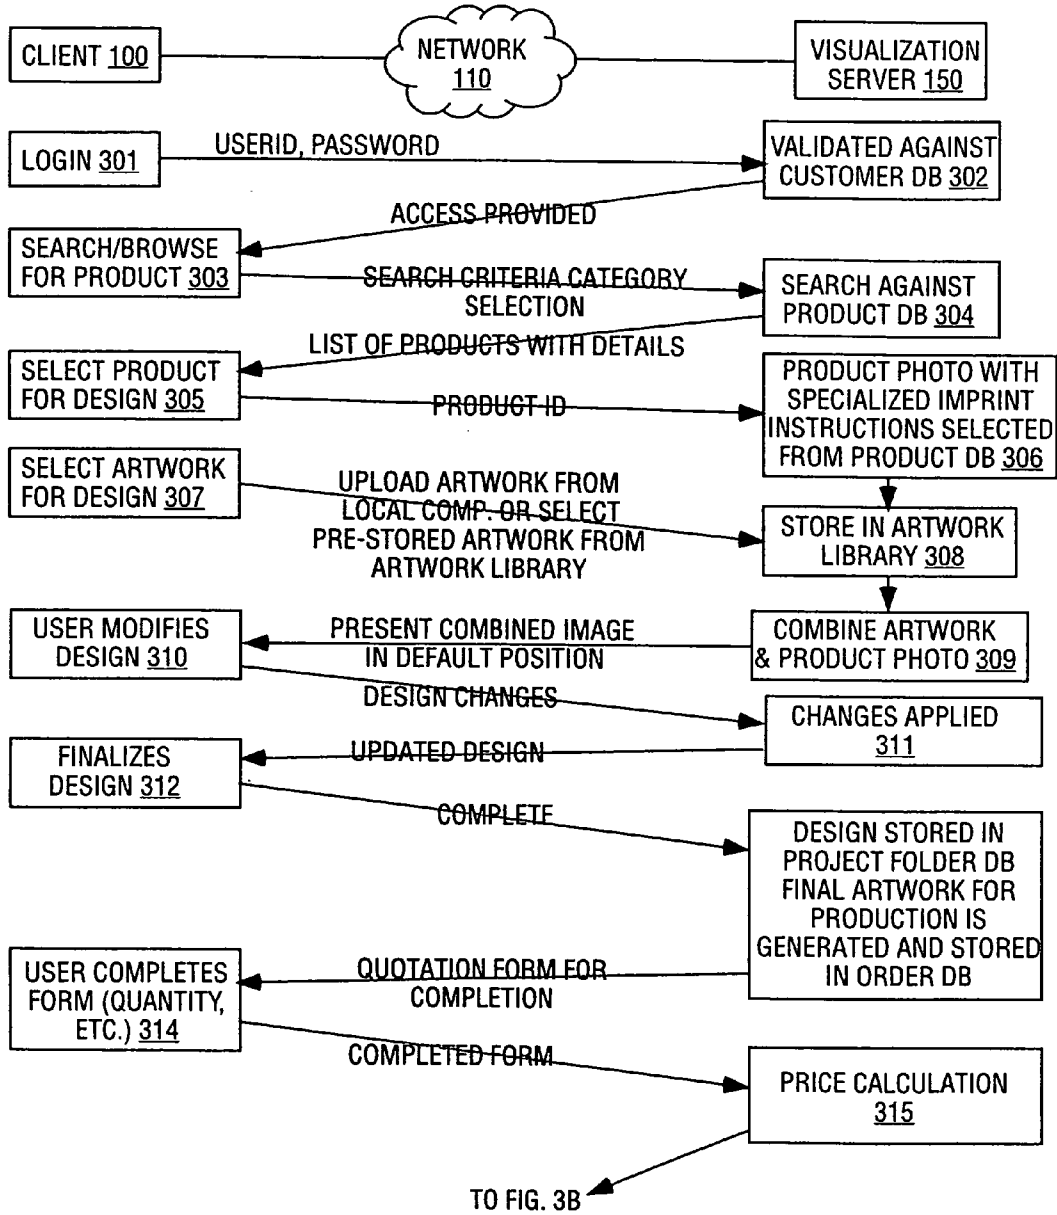 CLIENT 100
NETWORK
110
VISUALIZATION
SERVER 150
LOGIN 301
USERID, PASSWORD
VALIDATED AGAINST
CUSTOMER DB 302
ACCESS PROVIDED
SEARCH/BROWSE
FOR PRODUCT 303
SEARCH CRITERIA CATEGORY
SELECTION
SEARCH AGAINST
PRODUCT DB 304
LIST OF PRODUCTS WITH DETAILS
SELECT PRODUCT
FOR DESIGN 305
PRODUCT ID
PRODUCT PHOTO WITH
SPECIALIZED IMPRINT
INSTRUCTIONS SELECTED
FROM PRODUCT DB 306
SELECT ARTWORK
FOR DESIGN 307
UPLOAD ARTWORK FROM
LOCAL COMP. OR SELECT
PRE-STORED ARTWORK FROM
ARTWORK LIBRARY
STORE IN ARTWORK
LIBRARY 308
COMBINE ARTWORK
& PRODUCT PHOTO 309
PRESENT COMBINED IMAGE
IN DEFAULT POSITION
USER MODIFIES
DESIGN 310
DESIGN CHANGES
CHANGES APPLIED
311
UPDATED DESIGN
FINALIZES
DESIGN 312
COMPLETE
DESIGN STORED IN
PROJECT FOLDER DB
FINAL ARTWORK FOR
PRODUCTION IS
GENERATED AND STORED
IN ORDER DB
QUOTATION FORM FOR
COMPLETION
USER COMPLETES
FORM (QUANTITY,
ETC.) 314
COMPLETED FORM
PRICE CALCULATION
315
TO FIG. 3B